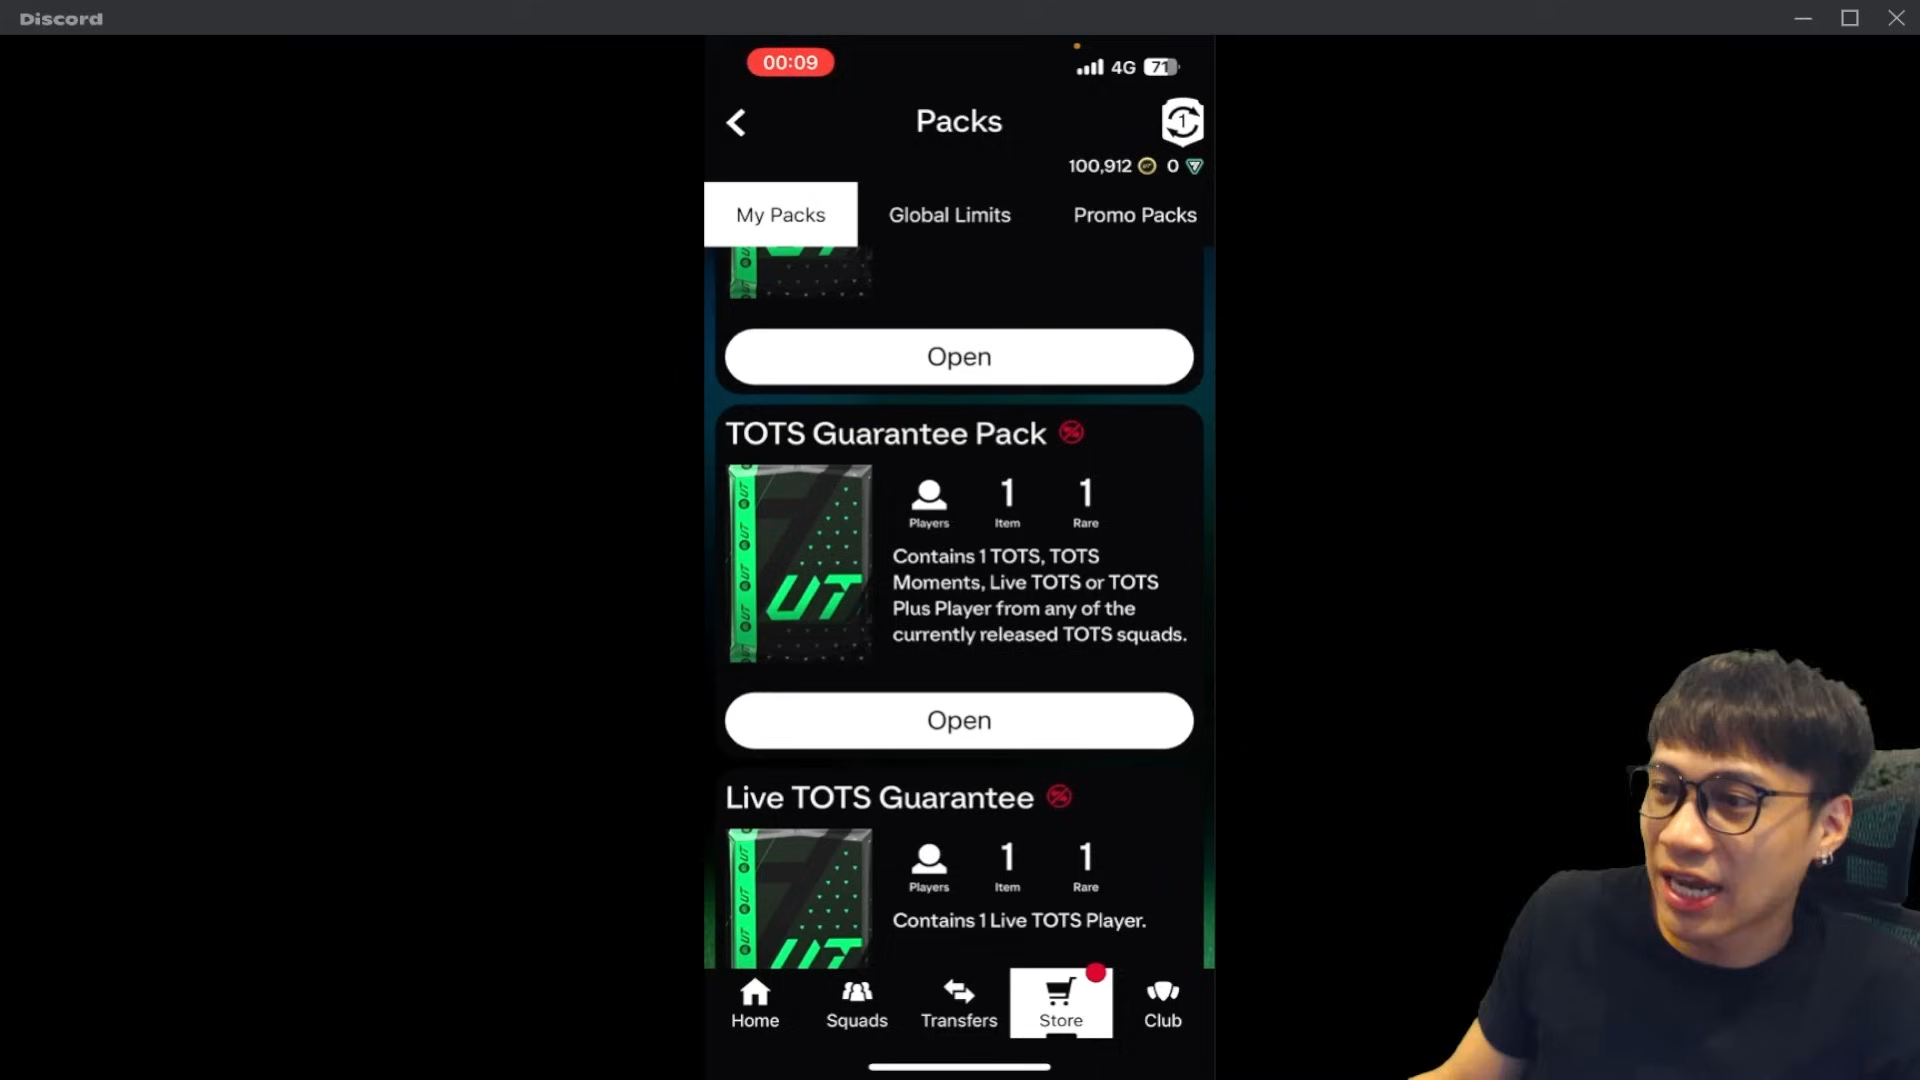 Discord
00:09
4G 71
Packs
1
100,912 0
My Packs Global Limits Promo Packs
Open
TOTS Guarantee Pack
UT
1 1
Players Item Rare
Contains 1 TOTS, TOTS
Moments, Live TOTS or TOTS
Plus Player from any of the
currently released TOTS squads.
Open
Live TOTS Guarantee
UT
1 1
Players Item Rare
Contains 1 Live TOTS Player.
Home Squads Transfers Store Club